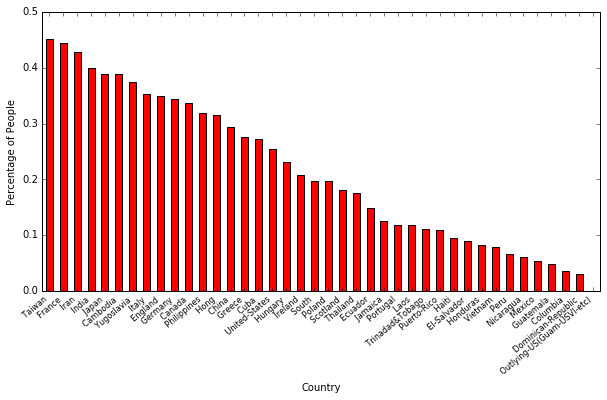 0.5
0.4
0.3
0.2
0.1
0.0
Percentage of People
Taiwan
France
Iran
India
Japan
Cambodia
Yugoslavia
Italy
England
Germany
Canada
Philippines
Hong
China
Greece
Cuba
United-States
Hungary
Ireland
South
Poland
Scotland
Thailand
Ecuador
Jamaica
Portugal
Laos
Trinadad&Tobago
Puerto-Rico
Haiti
El-Salvador
Honduras
Vietnam
Peru
Nicaragua
Mexico
Guatemala
Columbia
Dominican-Republic
Outlying-US(Guam-USVI-etc)
Country